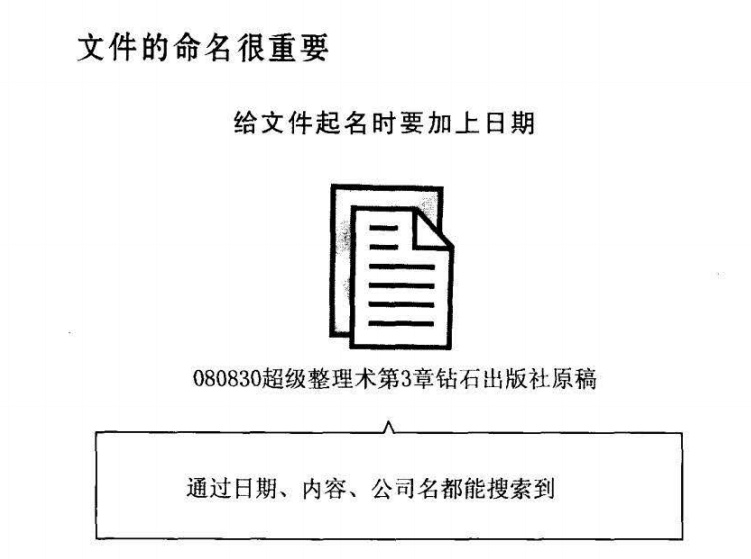 文件的命名很重要
给文件起名时要加上日期
080830超级整理术第3章钻石出版社原稿
通过日期、内容、公司名都能搜索到